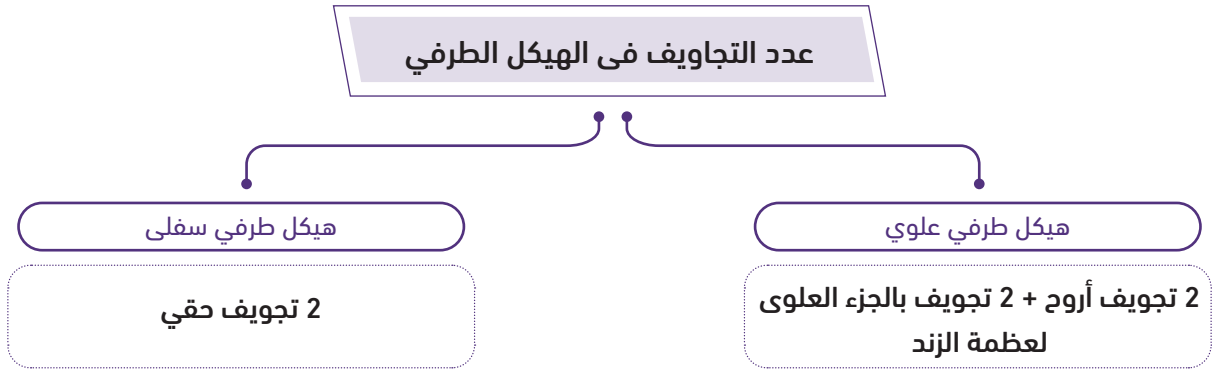 عدد التجاويف فى الهيكل الطرفي
هيكل طرفي علوي
2 تجويف أروح + 2 تجويف بالجزء العلوى
لعظمة الزند
هيكل طرفي سفلى
2 تجويف حقي